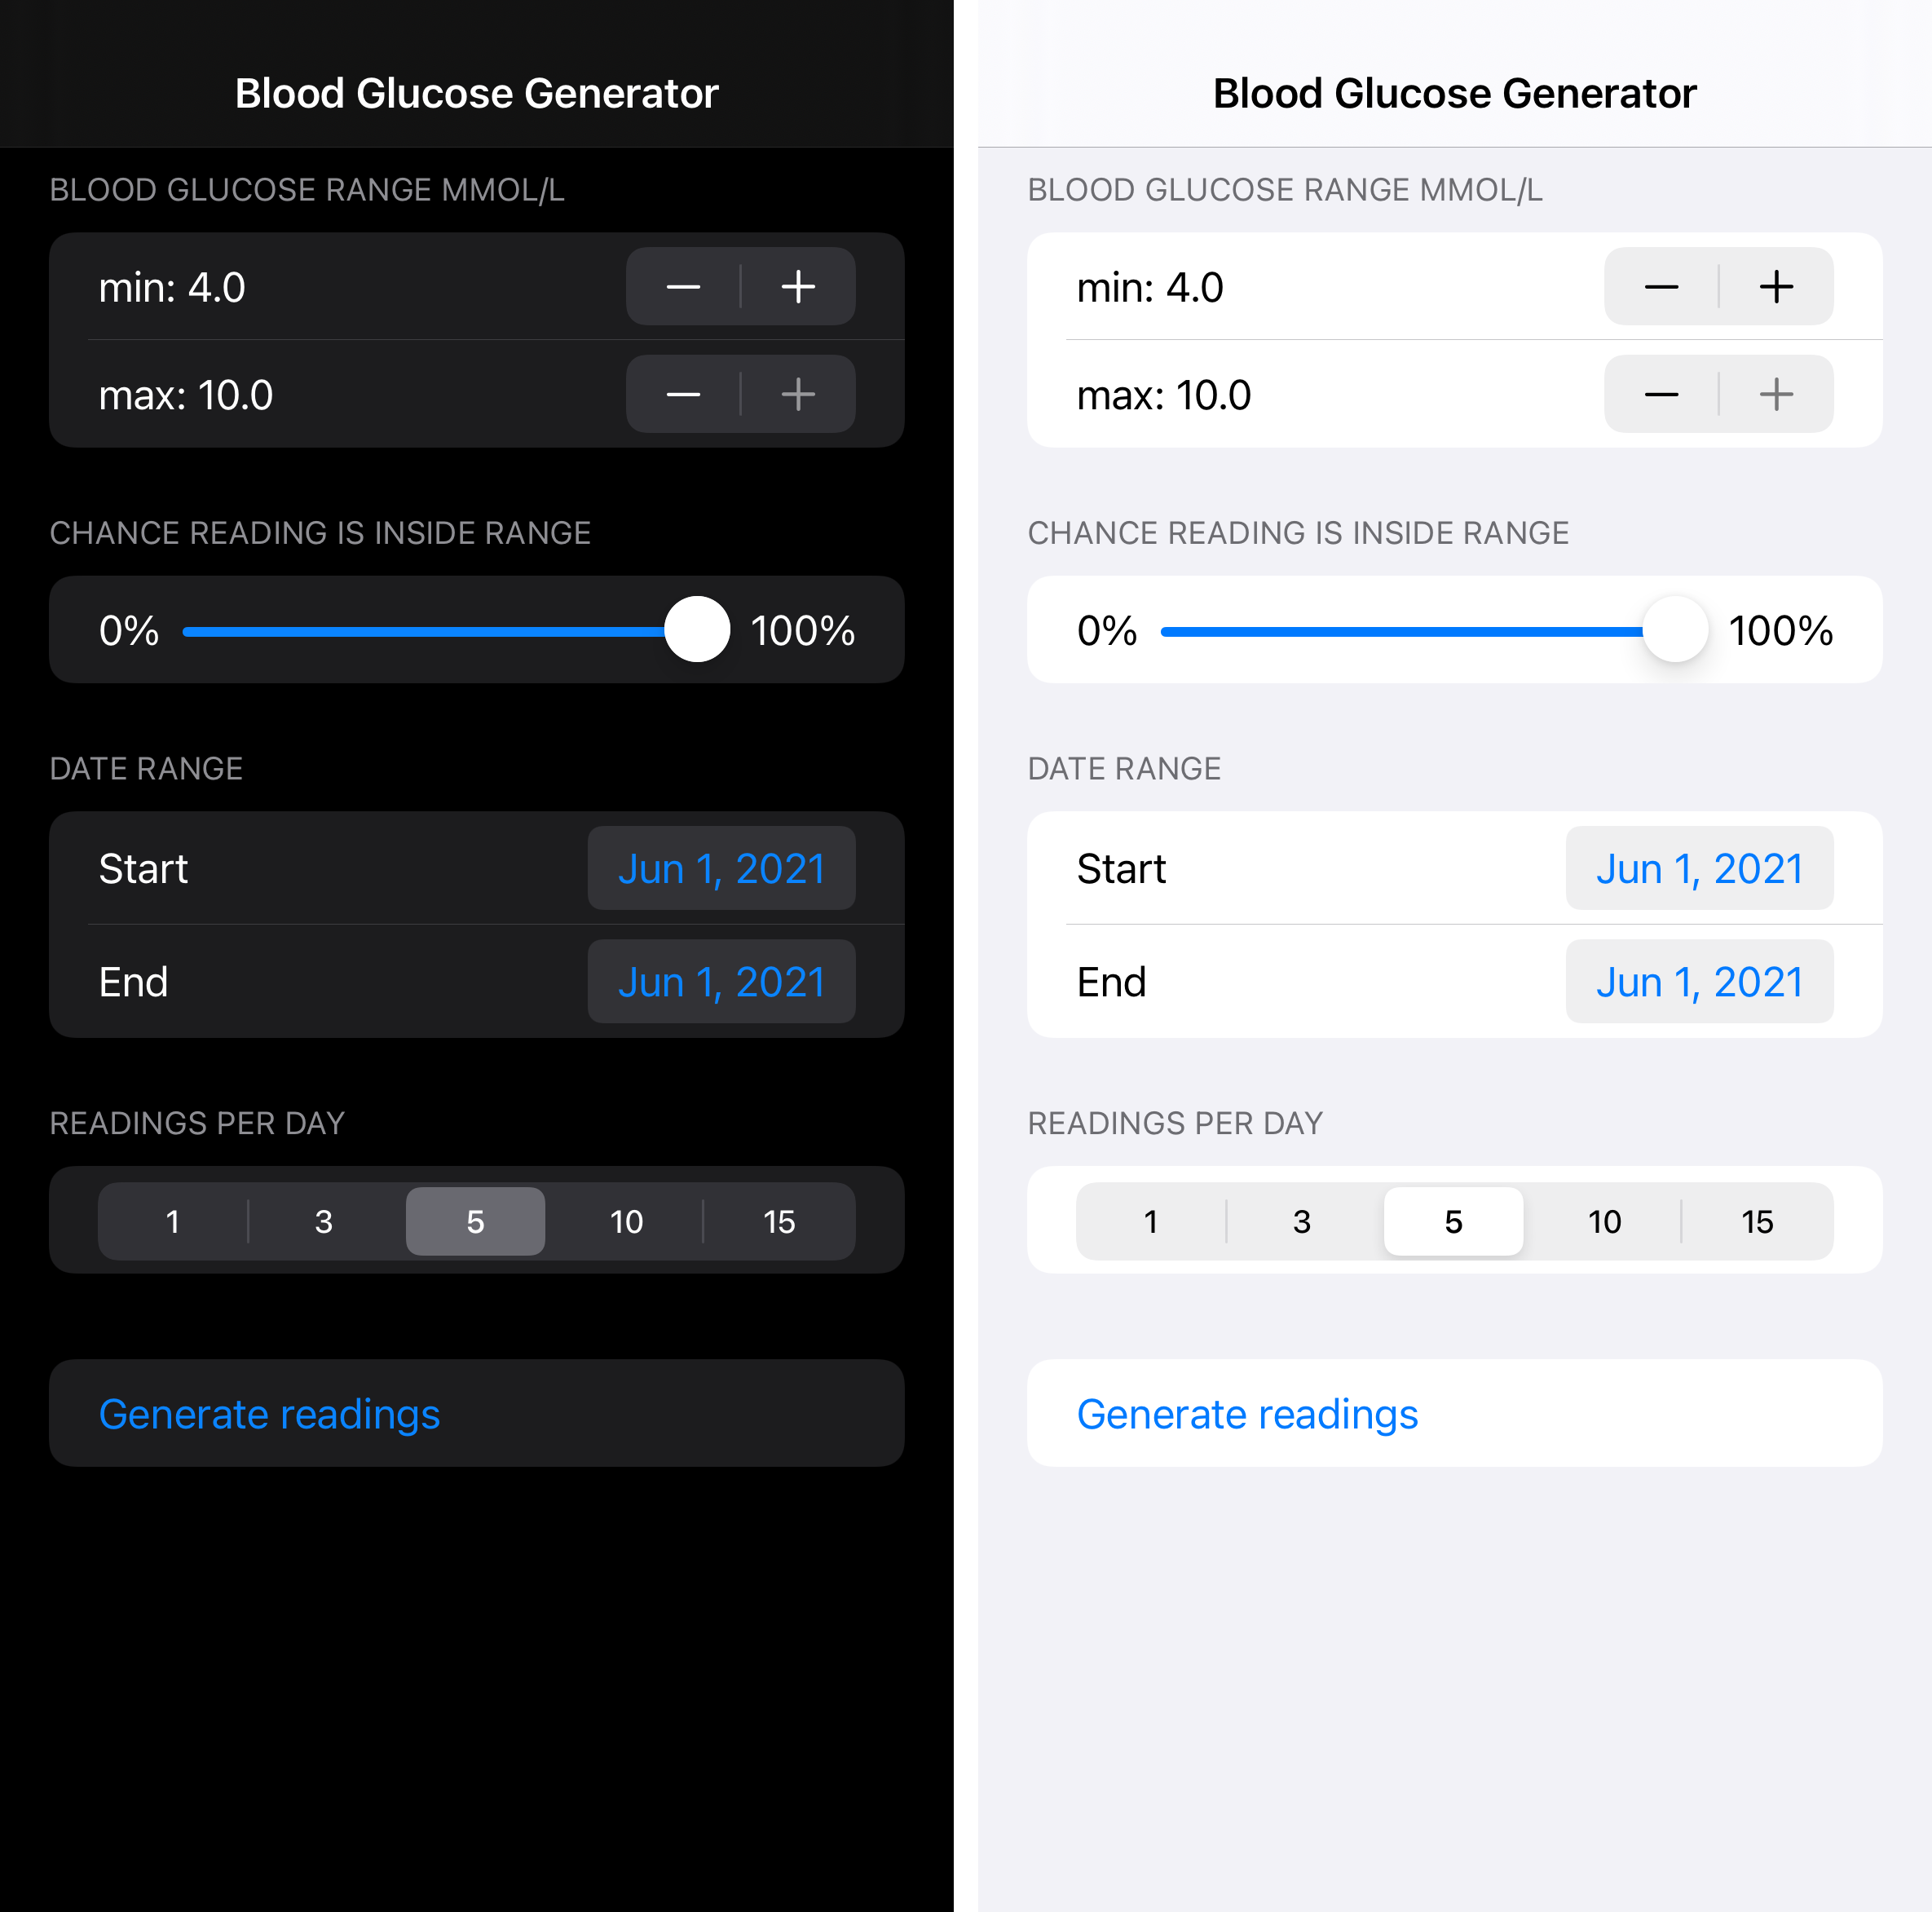 Blood Glucose Generator
BLOOD GLUCOSE RANGE MMOL/L
min: 4.0
max: 10.0
CHANCE READING IS INSIDE RANGE
0% 100%
DATE RANGE
Start Jun 1, 2021
End Jun 1, 2021
READINGS PER DAY
1 3 5 10 15
Generate readings
Blood Glucose Generator
BLOOD GLUCOSE RANGE MMOL/L
min: 4.0
max: 10.0
CHANCE READING IS INSIDE RANGE
0% 100%
DATE RANGE
Start Jun 1, 2021
End Jun 1, 2021
READINGS PER DAY
1 3 5 10 15
Generate readings